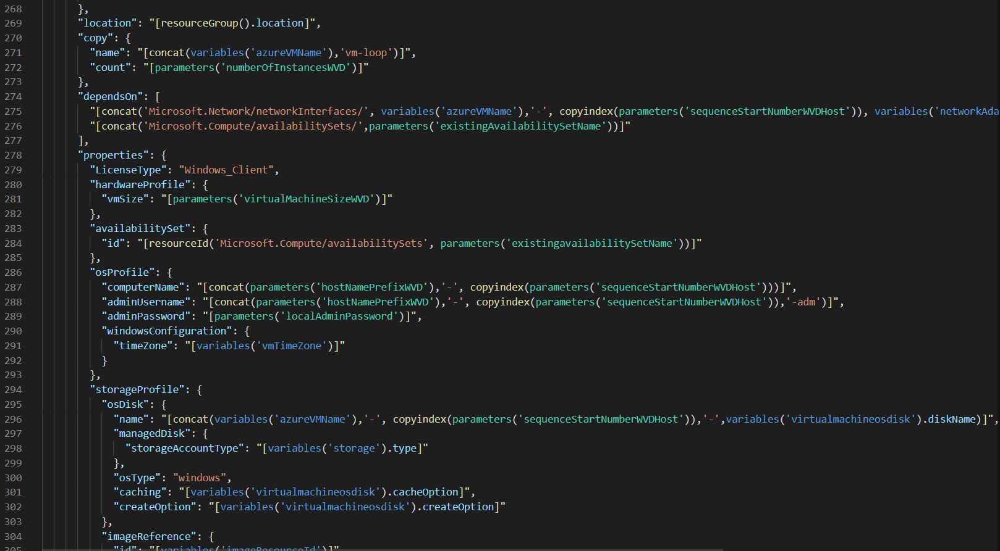 268 },
269 "location": "[resourceGroup().location]",
270 "copy": {
271 "name": "[concat(variables('azureVMName'),'vm-loop')]",
272 "count": "[parameters('numberOfInstancesWVD')]"
273 },
274 "dependsOn": [
275 "[concat('Microsoft.Network/networkInterfaces/', variables('azureVMName'),'-', copyindex(parameters('sequenceStartNumberWVDHost')), variables('networkAda
276 "[concat('Microsoft.Compute/availabilitySets/',parameters('existingAvailabilitySetName'))]"
277 ],
278 "properties": {
279 "LicenseType": "Windows_Client",
280 "hardwareProfile": {
281 "vmSize": "[parameters('virtualMachineSizeWVD')]"
282 },
283 "availabilitySet": {
284 "id": "[resourceId('Microsoft.Compute/availabilitySets', parameters('existingavailabilitySetName'))]"
285 },
286 "osProfile": {
287 "computerName": "[concat(parameters('hostNamePrefixWVD'),'-', copyindex(parameters('sequenceStartNumberWVDHost')))]",
288 "adminUsername": "[concat(parameters('hostNamePrefixWVD'),'-', copyindex(parameters('sequenceStartNumberWVDHost')),'-adm')]",
289 "adminPassword": "[parameters('localAdminPassword')]",
290 "windowsConfiguration": {
291 "timeZone": "[variables('vmTimeZone')]"
292 }
293 },
294 "storageProfile": {
295 "osDisk": {
296 "name": "[concat(variables('azureVMName'),'-', copyindex(parameters('sequenceStartNumberWVDHost')),'-',variables('virtualmachineosdisk').diskName)]",
297 "managedDisk": {
298 "storageAccountType": "[variables('storage').type]"
299 },
300 "osType": "windows",
301 "caching": "[variables('virtualmachineosdisk').cacheOption]",
302 "createOption": "[variables('virtualmachineosdisk').createOption]"
303 },
304 "imageReference": {
305 "id": "[variables('imageResourceId')]"